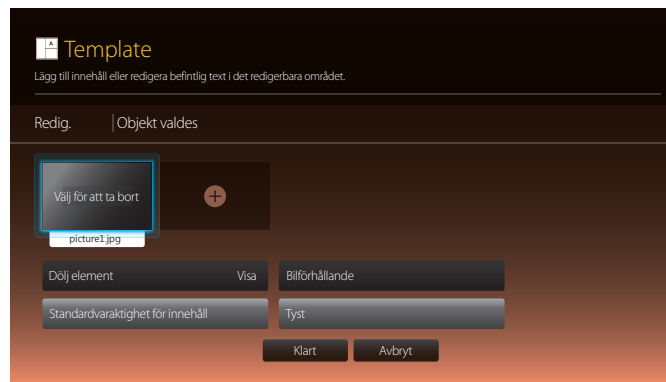 A
Template
Lägg till innehåll eller redigera befintlig text i det redigerbara området.
Redig. Objekt valdes
Välj för att ta bort
picture1.jpg
Dölj element Visa Bilförhållande
Standardvaraktighet för innehåll Tyst
Klart Avbryt